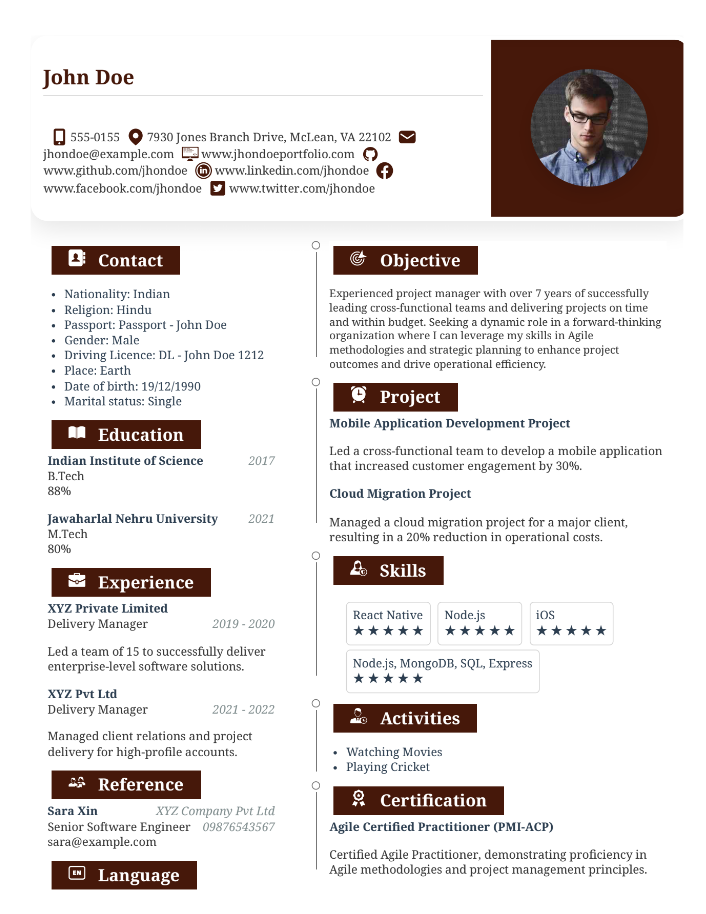 John Doe
555-0155 7930 Jones Branch Drive, McLean, VA 22102
jhondoe@example.com www.jhondoeportfolio.com
www.github.com/jhondoe www.linkedin.com/jhondoe
www.facebook.com/jhondoe www.twitter.com/jhondoe
Contact
Nationality: Indian
Religion: Hindu
Passport: Passport - John Doe
Gender: Male
Driving Licence: DL - John Doe 1212
Place: Earth
Date of birth: 19/12/1990
Marital status: Single
Education
Indian Institute of Science 2017
B.Tech
88%
Jawaharlal Nehru University 2021
M.Tech
80%
Experience
XYZ Private Limited
Delivery Manager 2019 - 2020
Led a team of 15 to successfully deliver
enterprise-level software solutions.
XYZ Pvt Ltd
Delivery Manager 2021 - 2022
Managed client relations and project
delivery for high-profile accounts.
Reference
Sara Xin XYZ Company Pvt Ltd
Senior Software Engineer 09876543567
sara@example.com
EN Language
Objective
Experienced project manager with over 7 years of successfully
leading cross-functional teams and delivering projects on time
and within budget. Seeking a dynamic role in a forward-thinking
organization where I can leverage my skills in Agile
methodologies and strategic planning to enhance project
outcomes and drive operational efficiency.
Project
Mobile Application Development Project
Led a cross-functional team to develop a mobile application
that increased customer engagement by 30%.
Cloud Migration Project
Managed a cloud migration project for a major client,
resulting in a 20% reduction in operational costs.
Skills
React Native Node.js iOS
★★★★★ ★★★★★ ★★★★★
Node.js, MongoDB, SQL, Express
★★★★★
Activities
Watching Movies
Playing Cricket
Certification
Agile Certified Practitioner (PMI-ACP)
Certified Agile Practitioner, demonstrating proficiency in
Agile methodologies and project management principles.